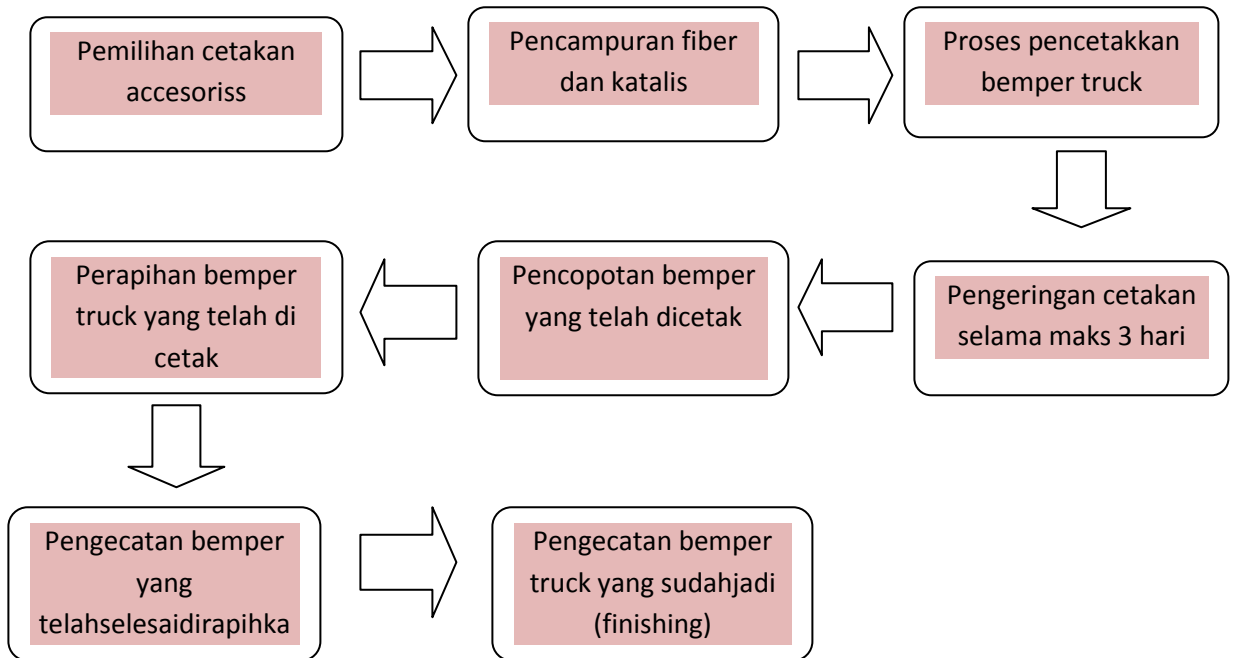 Pemilihan cetakan
accesoriss
Pencampuran fiber
dan katalis
Proses pencetakkan
bemper truck
Pengeringan cetakan
selama maks 3 hari
Pencopotan bemper
yang telah dicetak
Perapihan bemper
truck yang telah di
cetak
Pengecatan bemper
yang
telahselesaidirapihka
Pengecatan bemper
truck yang sudahjadi
(finishing)